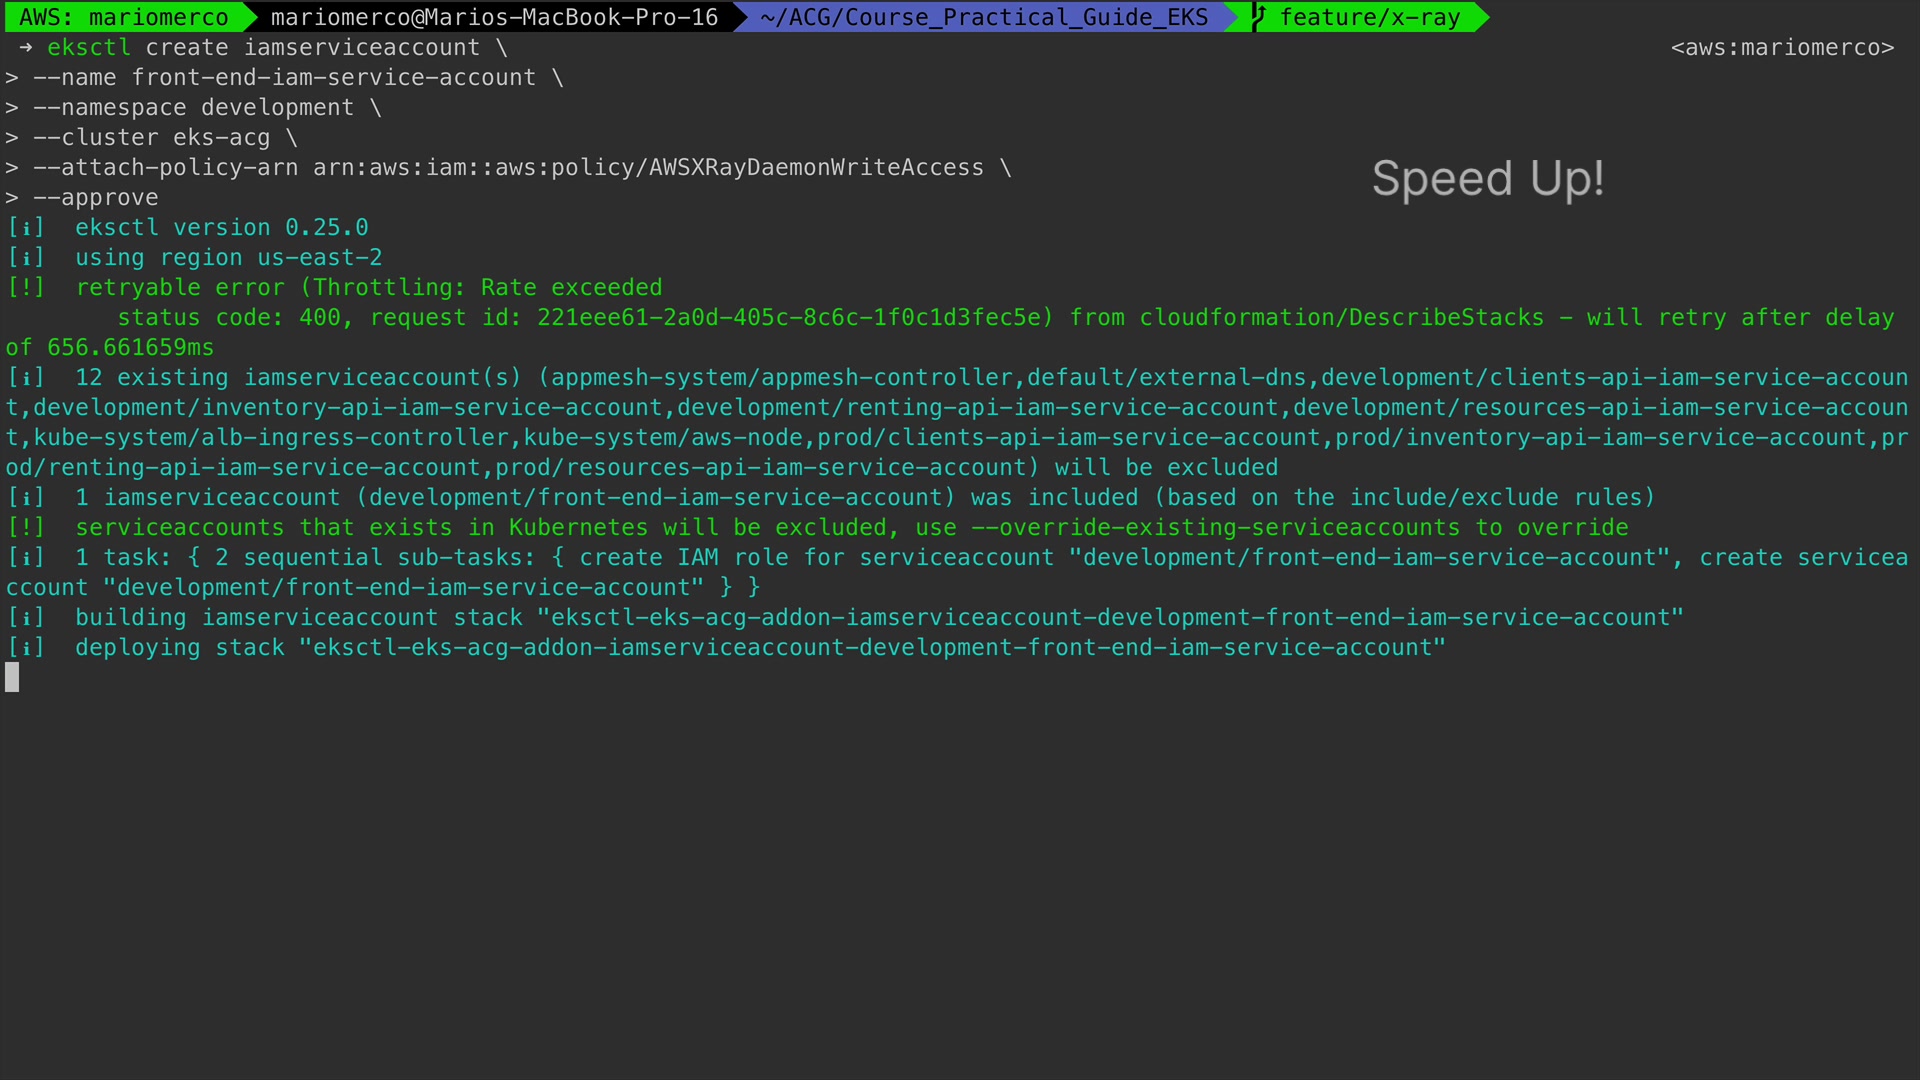 AWS: mariomerco mariomerco@Marios-MacBook-Pro-16 ~/ACG/Course_Practical_Guide_EKS feature/x-ray
→ eksctl create iamserviceaccount \ <aws:mariomerco>
> --name front-end-iam-service-account \
> --namespace development \
> --cluster eks-acg \
> --attach-policy-arn arn:aws:iam::aws:policy/AWSXRayDaemonWriteAccess \
Speed Up!
> --approve
[ℹ]  eksctl version 0.25.0
[ℹ]  using region us-east-2
[!]  retryable error (Throttling: Rate exceeded
status code: 400, request id: 221eee61-2a0d-405c-8c6c-1f0c1d3fec5e) from cloudformation/DescribeStacks - will retry after delay
of 656.661659ms
[ℹ]  12 existing iamserviceaccount(s) (appmesh-system/appmesh-controller,default/external-dns,development/clients-api-iam-service-accoun
t,development/inventory-api-iam-service-account,development/renting-api-iam-service-account,development/resources-api-iam-service-accoun
t,kube-system/alb-ingress-controller,kube-system/aws-node,prod/clients-api-iam-service-account,prod/inventory-api-iam-service-account,pr
od/renting-api-iam-service-account,prod/resources-api-iam-service-account) will be excluded
[ℹ]  1 iamserviceaccount (development/front-end-iam-service-account) was included (based on the include/exclude rules)
[!]  serviceaccounts that exists in Kubernetes will be excluded, use --override-existing-serviceaccounts to override
[ℹ]  1 task: { 2 sequential sub-tasks: { create IAM role for serviceaccount "development/front-end-iam-service-account", create servicea
ccount "development/front-end-iam-service-account" } }
[ℹ]  building iamserviceaccount stack "eksctl-eks-acg-addon-iamserviceaccount-development-front-end-iam-service-account"
[ℹ]  deploying stack "eksctl-eks-acg-addon-iamserviceaccount-development-front-end-iam-service-account"